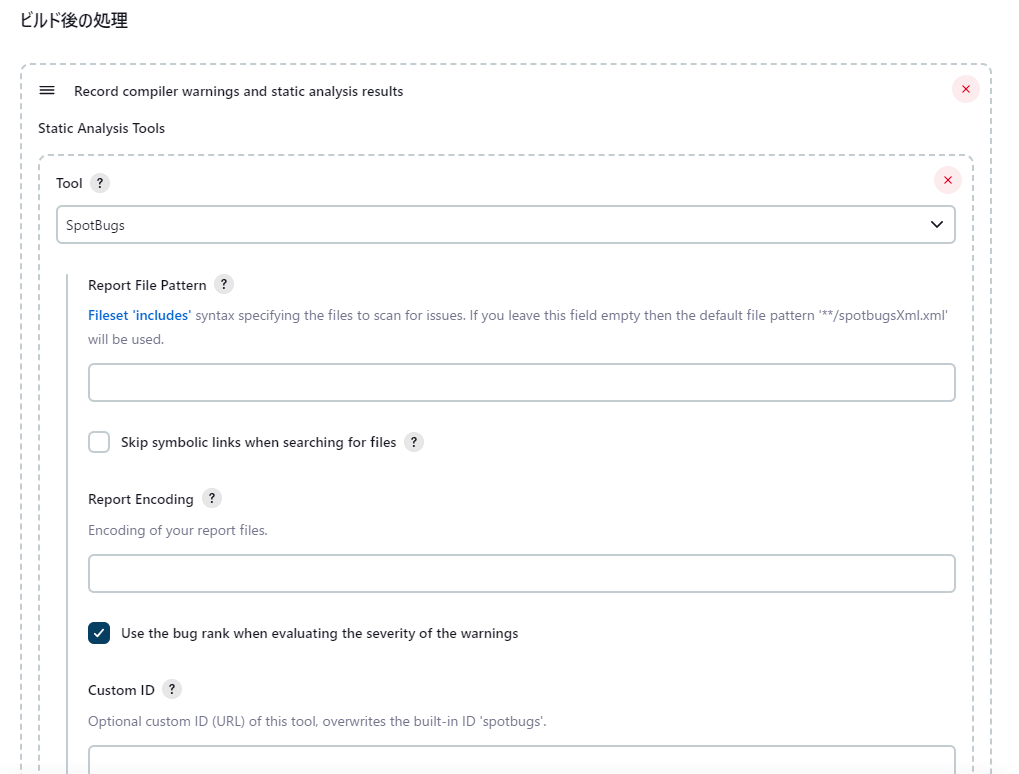 ビルド後の処理
Record compiler warnings and static analysis results
Static Analysis Tools
Tool ?
SpotBugs
Report File Pattern ?
Fileset 'includes' syntax specifying the files to scan for issues. If you leave this field empty then the default file pattern '**/spotbugsXml.xml'
will be used.
Skip symbolic links when searching for files ?
Report Encoding ?
Encoding of your report files.
Use the bug rank when evaluating the severity of the warnings
Custom ID ?
Optional custom ID (URL) of this tool, overwrites the built-in ID 'spotbugs'.